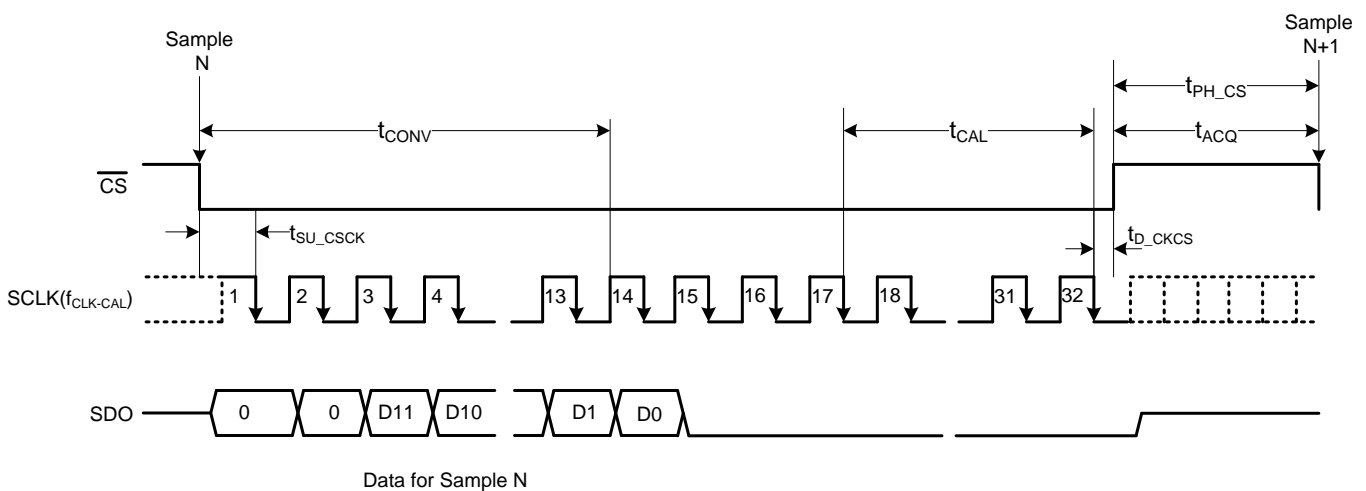 Sample
N
Sample
N+1
tPH_CS
tCONV
tCAL
tACQ
CS
tSU_CSCK
tD_CKCS
SCLK(fCLK-CAL)
1 2 3 4 13 14 15 16 17 18 31 32
SDO
0 0 D11 D10 D1 D0
Data for Sample N